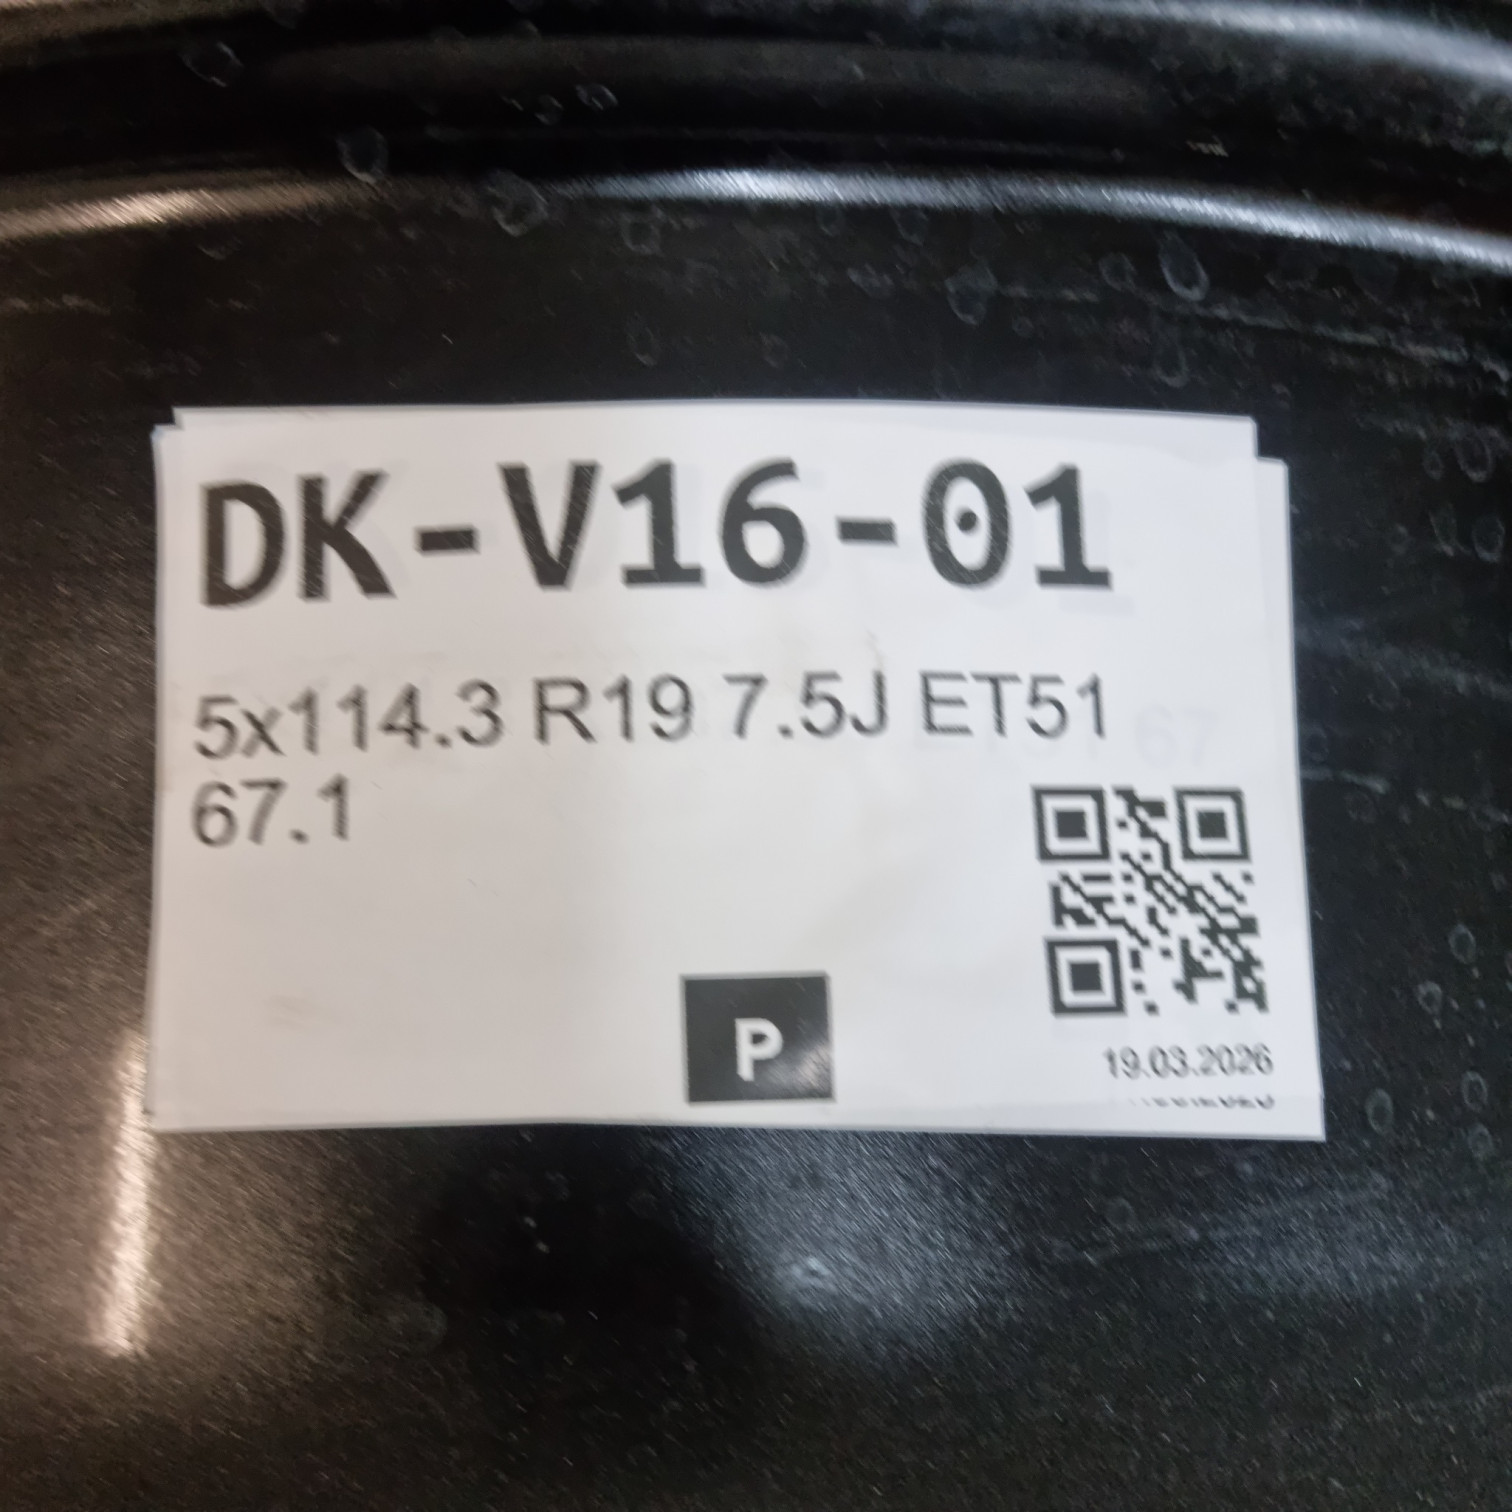 DK-V16-01
5x114.3 R19 7.5J ET51
67.1
P
19.03.2026